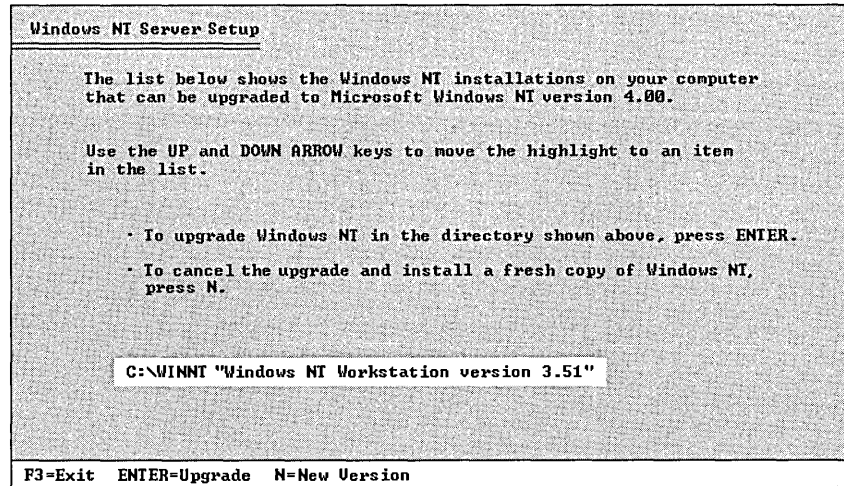 Windows NT Server Setup
The list below shows the Windows NT installations on your computer
that can be upgraded to Microsoft Windows NT version 4.00.
Use the UP and DOWN ARROW keys to move the highlight to an item
in the list.
· To upgrade Windows NT in the directory shown above, press ENTER.
· To cancel the upgrade and install a fresh copy of Windows NT,
press N.
C:\WINNT "Windows NT Workstation version 3.51"
F3=Exit ENTER=Upgrade N=New Version